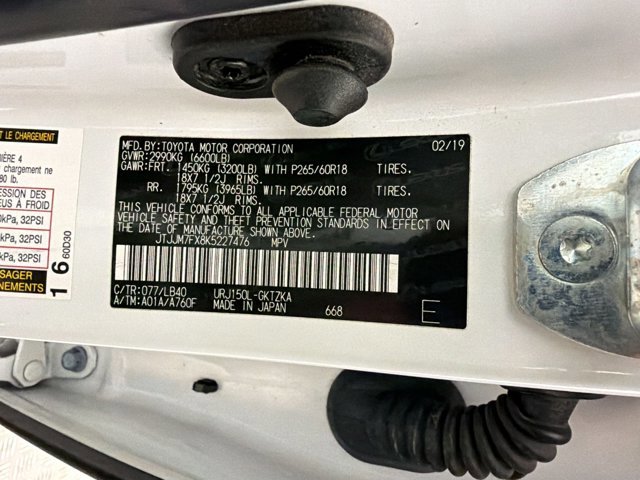 T LE CHARGEMENT
MIÈRE 4
chargement ne
80 lb.
ESSION DES
EUS À FROID
0kPa, 32PSI
0kPa, 32PSI
kPa, 32PSI
SAGER
NEMENTS
1 6 60D30
MFD.BY:TOYOTA MOTOR CORPORATION 02/19
GVWR:2990KG (6600LB)
GAWR:FRT. 1450KG (3200LB) WITH P265/60R18 TIRES.
18X7 1/2J RIMS.
RR. 1795KG (3965LB) WITH P265/60R18 TIRES.
18X7 1/2J RIMS.
THIS VEHICLE CONFORMS TO ALL APPLICABLE FEDERAL MOTOR
VEHICLE SAFETY AND THEFT PREVENTION STANDARDS IN EFFECT ON
THE DATE OF MANUFACTURE SHOWN ABOVE.
JTJJM7FX8K5227476 MPV
C/TR:077/LB40 URJ150L-GKTZKA
A/TM:A01A/A760F MADE IN JAPAN 668
E